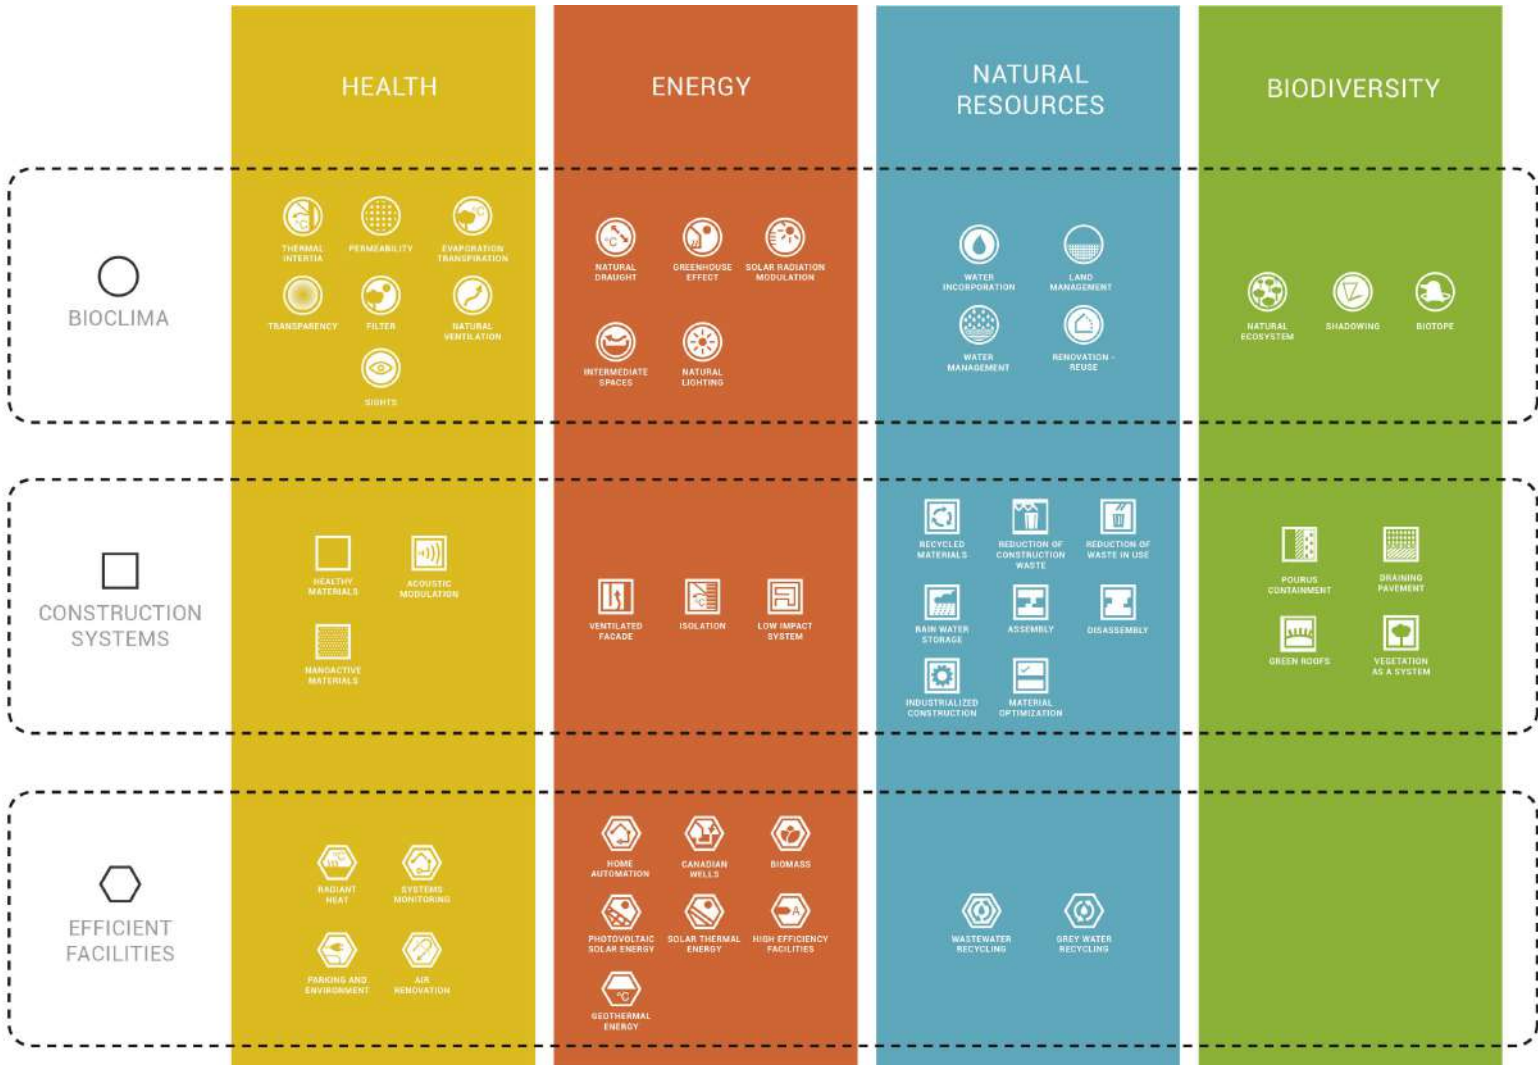 HEALTH
ENERGY
NATURAL
RESOURCES
BIODIVERSITY
BIOCLIMA
THERMAL
INTERTIA
PERMEABILITY
EVAPORATION
TRANSPIRATION
TRANSPARENCY
FILTER
NATURAL
VENTILATION
SIGHTS
NATURAL
DRAUGHT
GREENHOUSE
EFFECT
SOLAR RADIATION
MODULATION
INTERMEDIATE
SPACES
NATURAL
LIGHTING
WATER
INCORPORATION
LAND
MANAGEMENT
WATER
MANAGEMENT
RENOVATION -
REUSE
NATURAL
ECOSYSTEM
SHADOWING
BIOTOPE
CONSTRUCTION
SYSTEMS
HEALTHY
MATERIALS
ACOUSTIC
MODULATION
NANOACTIVE
MATERIALS
VENTILATED
FACADE
ISOLATION
LOW IMPACT
SYSTEM
RECYCLED
MATERIALS
REDUCTION OF
CONSTRUCTION
WASTE
REDUCTION OF
WASTE IN USE
RAIN WATER
STORAGE
ASSEMBLY
DISASSEMBLY
INDUSTRIALIZED
CONSTRUCTION
MATERIAL
OPTIMIZATION
POURUS
CONTAINMENT
DRAINING
PAVEMENT
GREEN ROOFS
VEGETATION
AS A SYSTEM
EFFICIENT
FACILITIES
RADIANT
HEAT
SYSTEMS
MONITORING
PARKING AND
ENVIRONMENT
AIR
RENOVATION
HOME
AUTOMATION
CANADIAN
WELLS
BIOMASS
PHOTOVOLTAIC
SOLAR ENERGY
SOLAR THERMAL
ENERGY
A
HIGH EFFICIENCY
FACILITIES
°C
GEOTHERMAL
ENERGY
WASTEWATER
RECYCLING
GREY WATER
RECYCLING